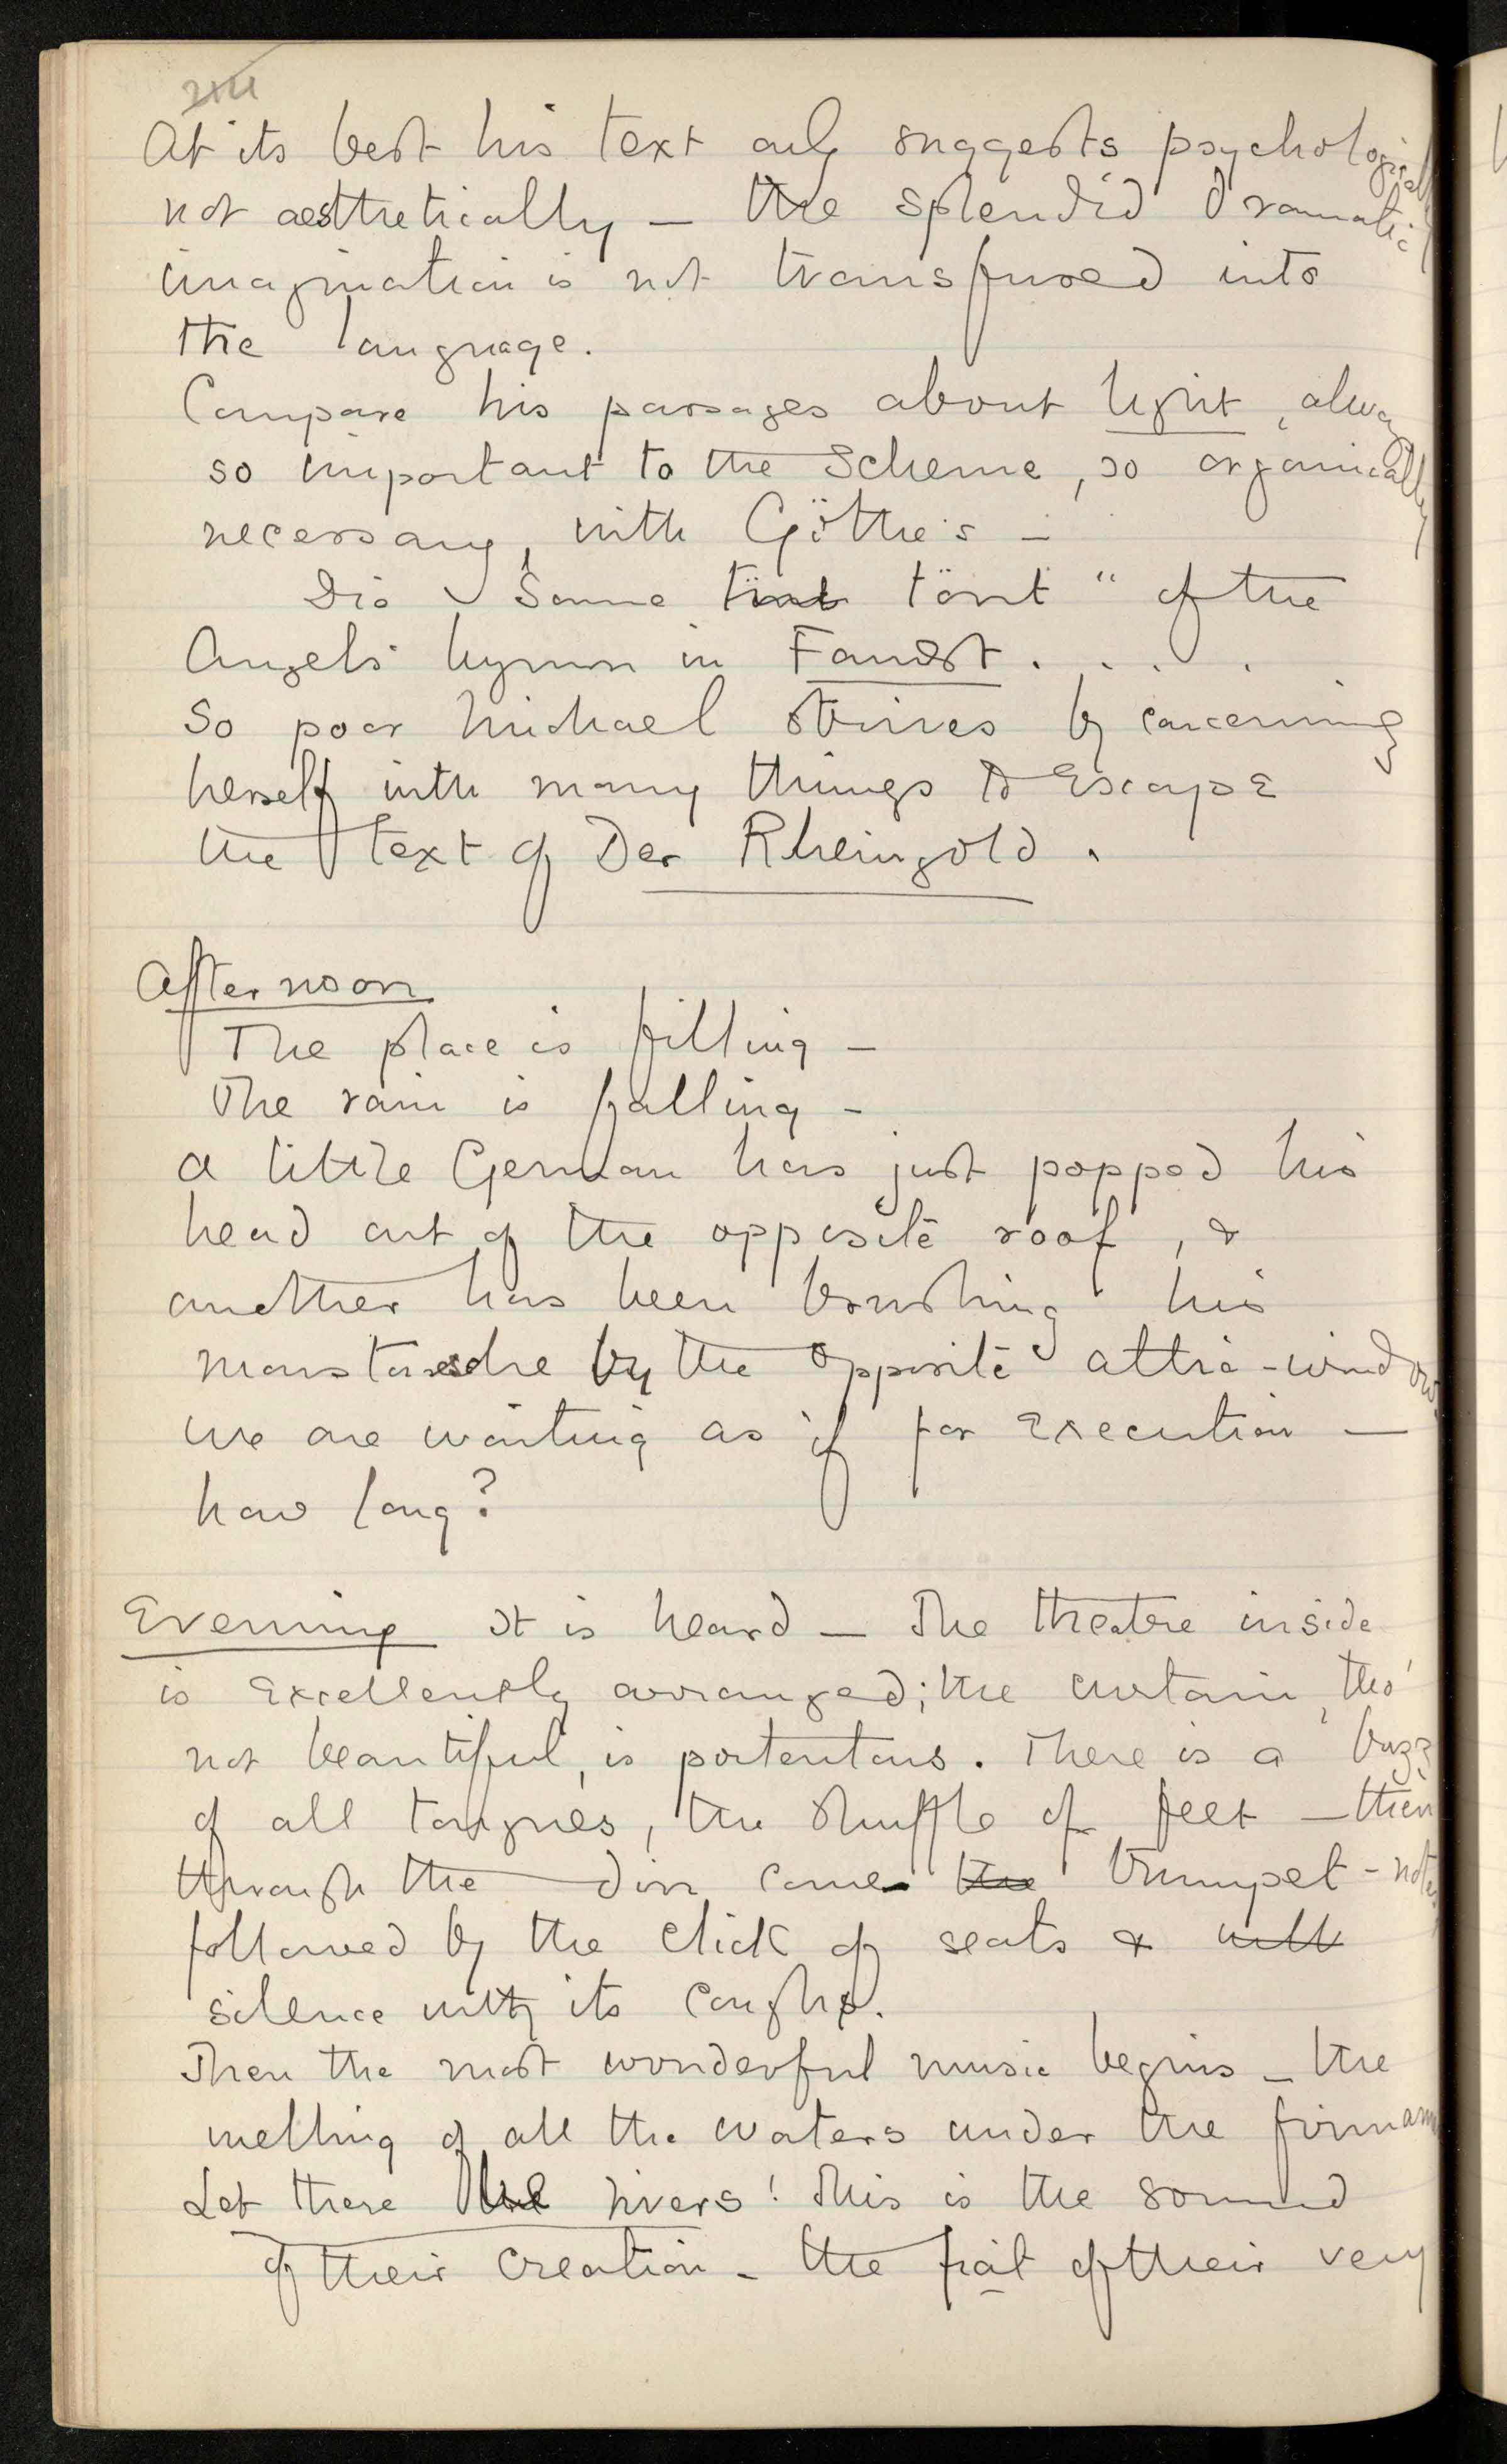 At its best his text only suggests psychologically
not aesthetically — the splendid dramatic
imagination is not transfused into
the language.
Compare his passages about light, always
so important to the scheme, so organically
necessary, with Göthe's —
Die Sonne tönt tönt" of the
Angels' hymn in Faust . . . .
So poor Michael strives by concerning
herself with many things to escape
the text of Der Rheingold.
Afternoon
The place is filling —
The rain is falling —
a little German has just popped his
head out of the opposite roof, &
another has been brushing his
moustasche by the opposite attic-window.
We are waiting as if for execution —
how long?
Evening It is heard — The theatre inside
is excellently arranged; the curtain, tho'
not beautiful, is portentous. There is a buzz
of all tongues, the shuffle of feet — then
through the din come the trumpet-notes
followed by the click of seats & with
silence with its coughs.
Then the most wonderful music begins — the
welling of all the waters under the firmam
Let there be rivers! This is the sound
of their creation — the fiat of their very